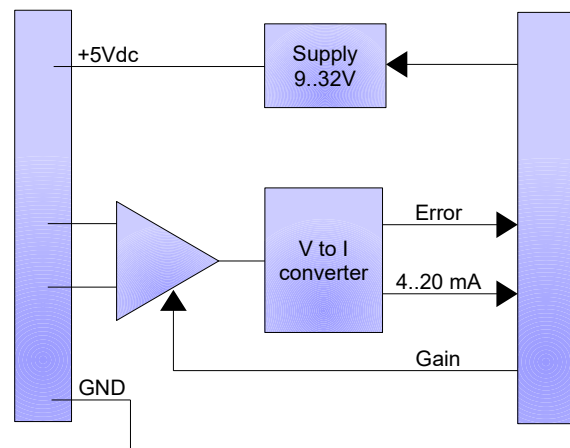 +5Vdc
Supply
9..32V
Error
V to I
converter
4..20 mA
Gain
GND